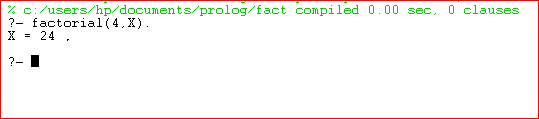 % c:/users/hp/documents/prolog/fact compiled 0.00 sec, 0 clauses
?- factorial(4,X).
X = 24 ,
?-